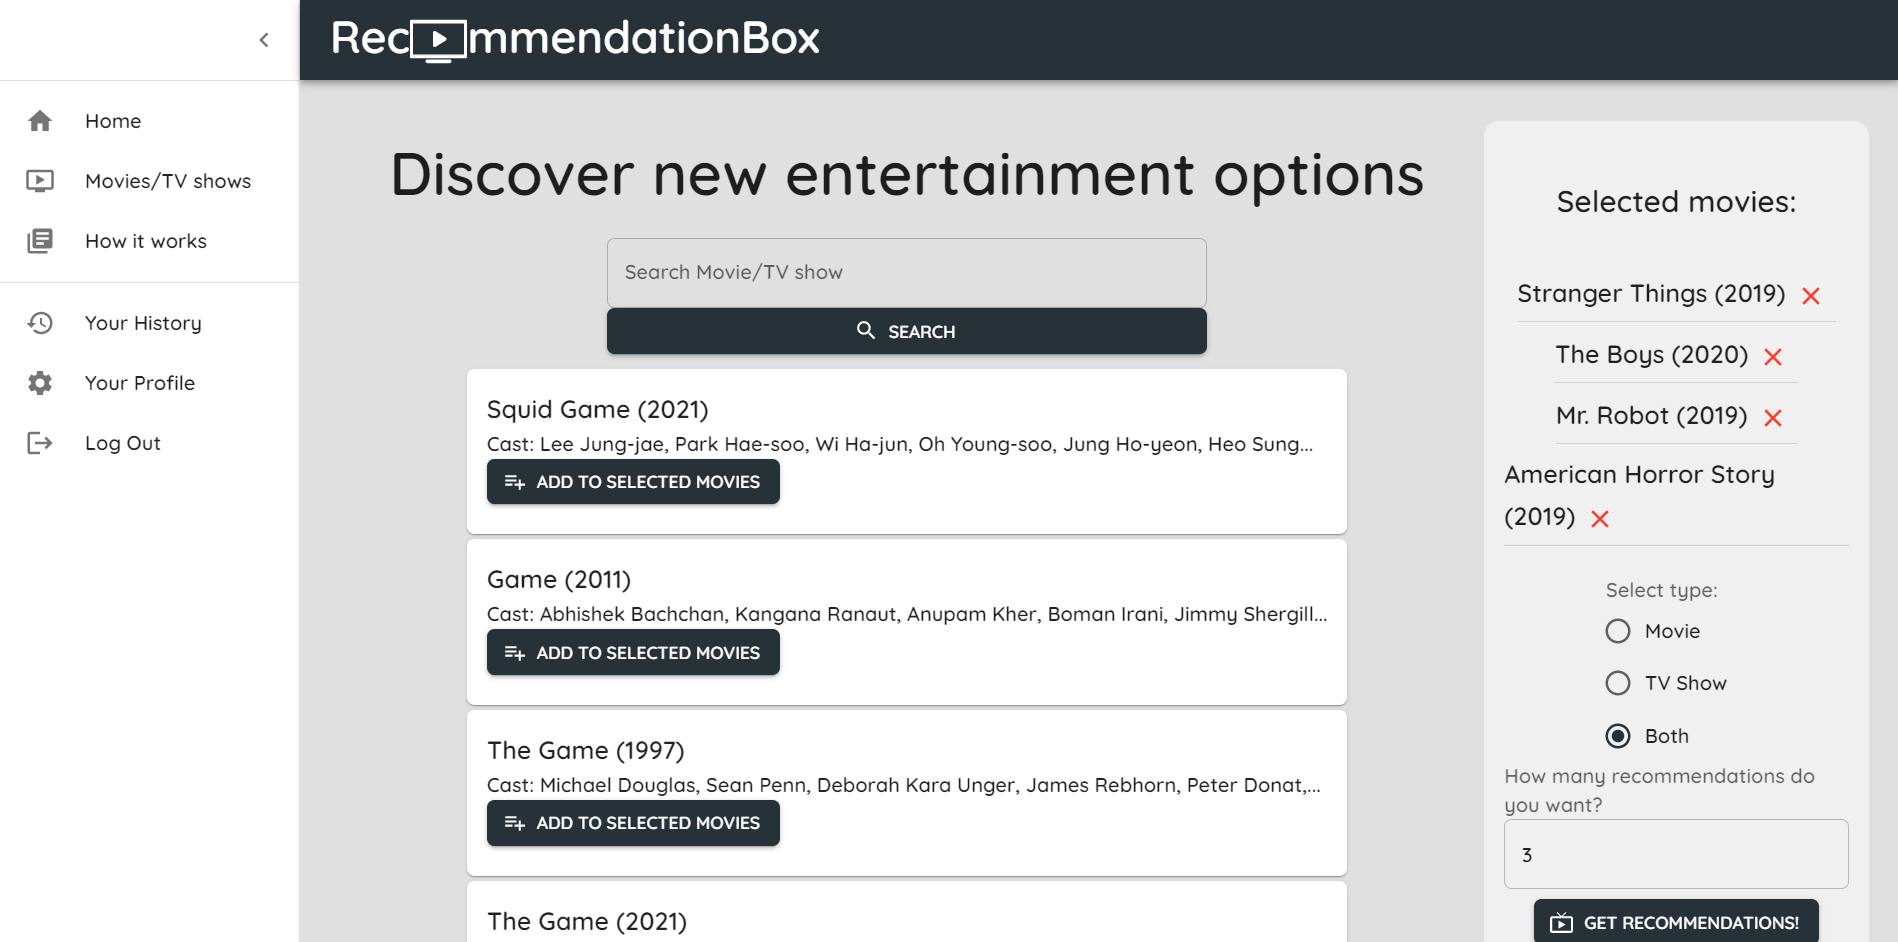 RecmmendationBox
Home
Movies/TV shows
How it works
Your History
Your Profile
Log Out
Discover new entertainment options
Search Movie/TV show
SEARCH
Squid Game (2021)
Cast: Lee Jung-jae, Park Hae-soo, Wi Ha-jun, Oh Young-soo, Jung Ho-yeon, Heo Sung...
ADD TO SELECTED MOVIES
Game (2011)
Cast: Abhishek Bachchan, Kangana Ranaut, Anupam Kher, Boman Irani, Jimmy Shergill...
ADD TO SELECTED MOVIES
The Game (1997)
Cast: Michael Douglas, Sean Penn, Deborah Kara Unger, James Rebhorn, Peter Donat,...
ADD TO SELECTED MOVIES
The Game (2021)
Selected movies:
Stranger Things (2019)
The Boys (2020)
Mr. Robot (2019)
American Horror Story
(2019)
Select type:
Movie
TV Show
Both
How many recommendations do
you want?
3
GET RECOMMENDATIONS!